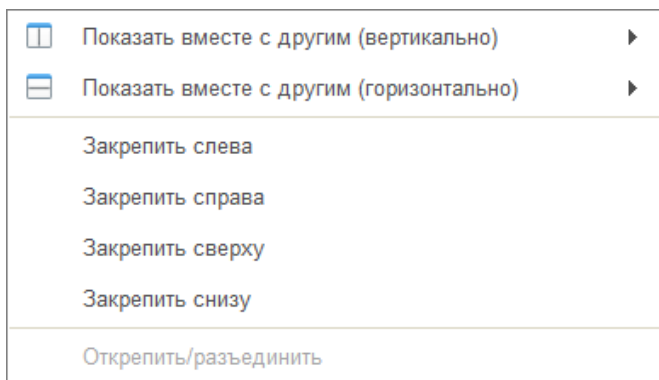 Показать вместе с другим (вертикально)
Показать вместе с другим (горизонтально)
Закрепить слева
Закрепить справа
Закрепить сверху
Закрепить снизу
Открепить/разъединить